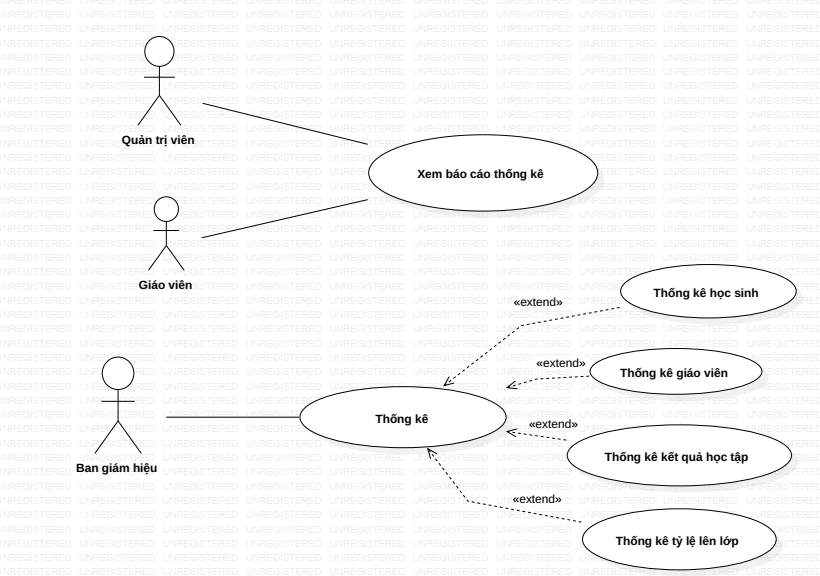 Quản trị viên
Xem báo cáo thống kê
Giáo viên
Thống kê học sinh
«extend»
«extend»
Thống kê giáo viên
Thống kê
«extend»
Thống kê kết quả học tập
Ban giám hiệu
«extend»
Thống kê tỷ lệ lên lớp
UNREGISTERED